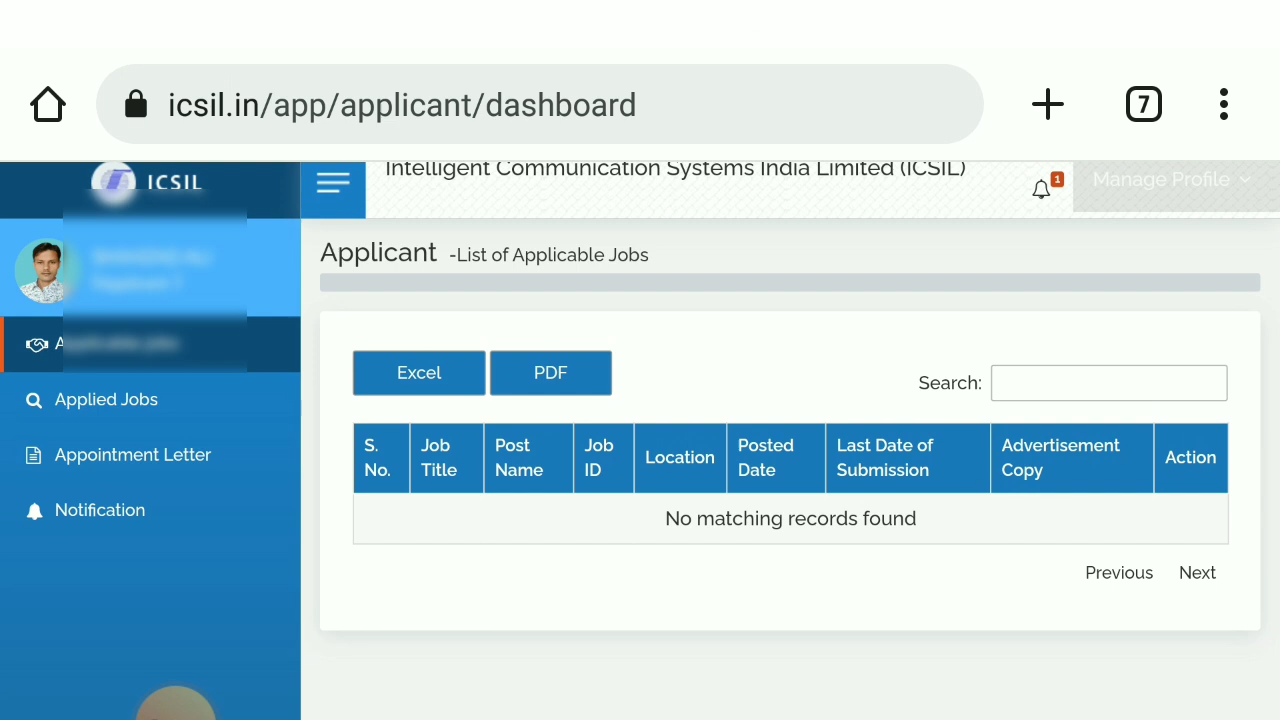 icsil.in/app/applicant/dashboard
7
ICSIL
Intelligent Communication Systems India Limited (ICSIL)
1
Manage Profile
Applicant -List of Applicable Jobs
Applied Jobs
Appointment Letter
Notification
Excel PDF
Search:
S. No. Job Title Post Name Job ID Location Posted Date Last Date of Submission Advertisement Copy Action
No matching records found
Previous Next